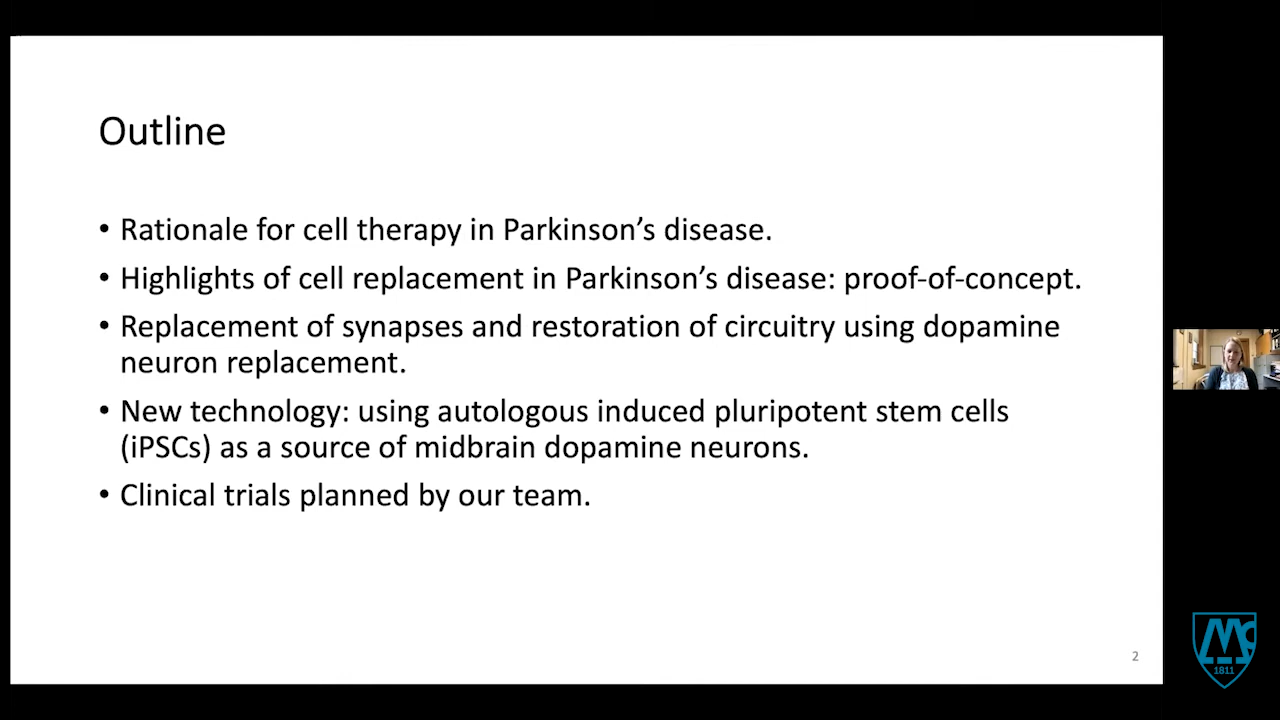 Outline
• Rationale for cell therapy in Parkinson’s disease.
• Highlights of cell replacement in Parkinson’s disease: proof-of-concept.
• Replacement of synapses and restoration of circuitry using dopamine
neuron replacement.
• New technology: using autologous induced pluripotent stem cells
(iPSCs) as a source of midbrain dopamine neurons.
• Clinical trials planned by our team.
2
Mc
1811